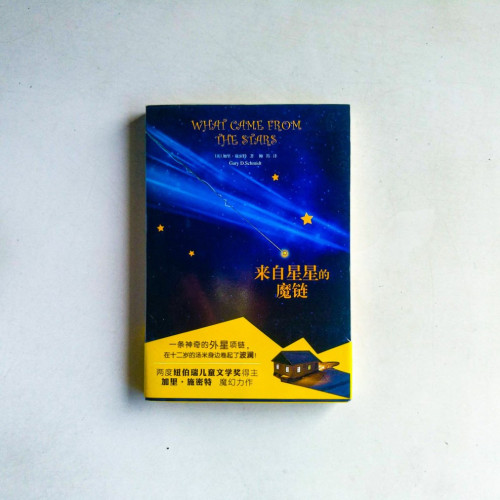 WHAT CAME FROM
THE STARS
Gary D.Schmidt
来自星星的
魔链
一条神奇的外星项链，
在十二岁的汤米身边卷起了波澜！
两度纽伯瑞儿童文学奖得主
加里·施密特 魔幻力作